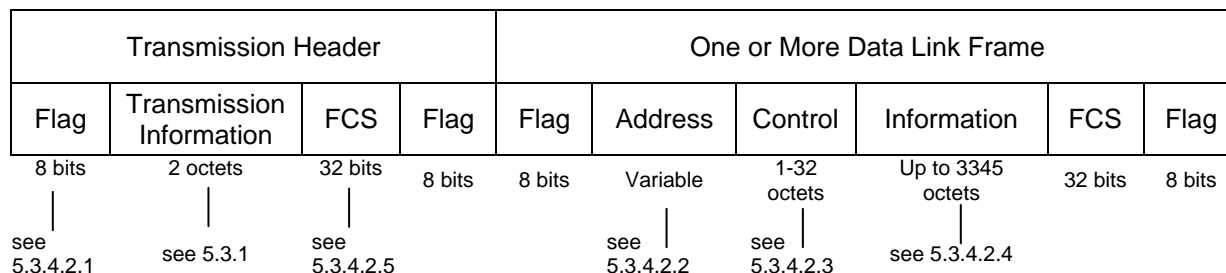 Transmission Header One or More Data Link Frame
Flag Transmission Information FCS Flag Flag Address Control Information FCS Flag
8 bits 2 octets 32 bits 8 bits 8 bits Variable 1-32 octets Up to 3345 octets 32 bits 8 bits
see 5.3.4.2.1 see 5.3.1 see 5.3.4.2.5 see 5.3.4.2.2 see 5.3.4.2.3 see 5.3.4.2.4